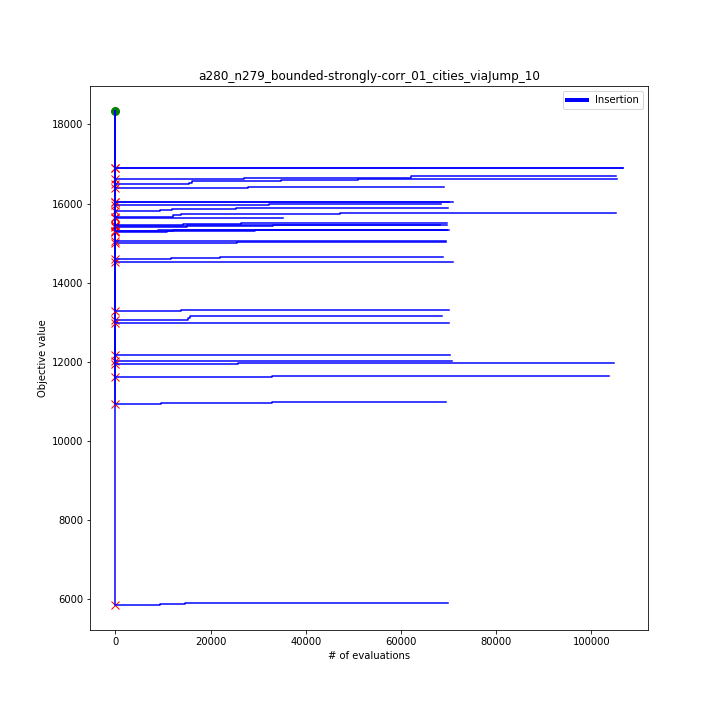 a280_n279_bounded-strongly-corr_01_cities_viaJump_10
Insertion
Objective value
18000
16000
14000
12000
10000
8000
6000
0 20000 40000 60000 80000 100000
# of evaluations